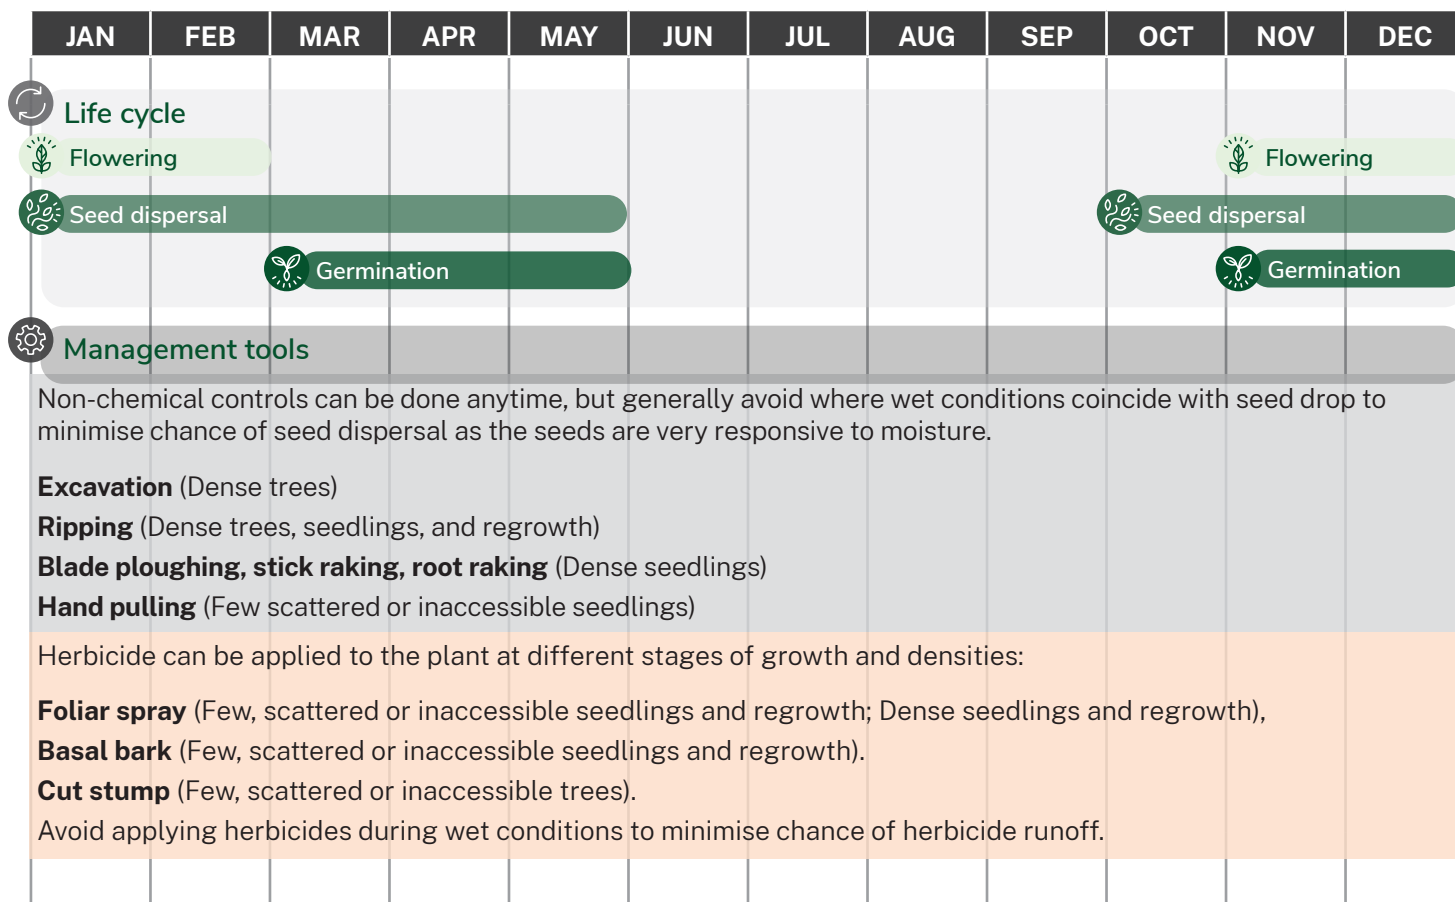 JAN FEB MAR APR MAY JUN JUL AUG SEP OCT NOV DEC
Life cycle
Flowering Flowering
Seed dispersal Seed dispersal
Germination Germination
Management tools
Non-chemical controls can be done anytime, but generally avoid where wet conditions coincide with seed drop to
minimise chance of seed dispersal as the seeds are very responsive to moisture.
Excavation (Dense trees)
Ripping (Dense trees, seedlings, and regrowth)
Blade ploughing, stick raking, root raking (Dense seedlings)
Hand pulling (Few scattered or inaccessible seedlings)
Herbicide can be applied to the plant at different stages of growth and densities:
Foliar spray (Few, scattered or inaccessible seedlings and regrowth; Dense seedlings and regrowth),
Basal bark (Few, scattered or inaccessible seedlings and regrowth).
Cut stump (Few, scattered or inaccessible trees).
Avoid applying herbicides during wet conditions to minimise chance of herbicide runoff.